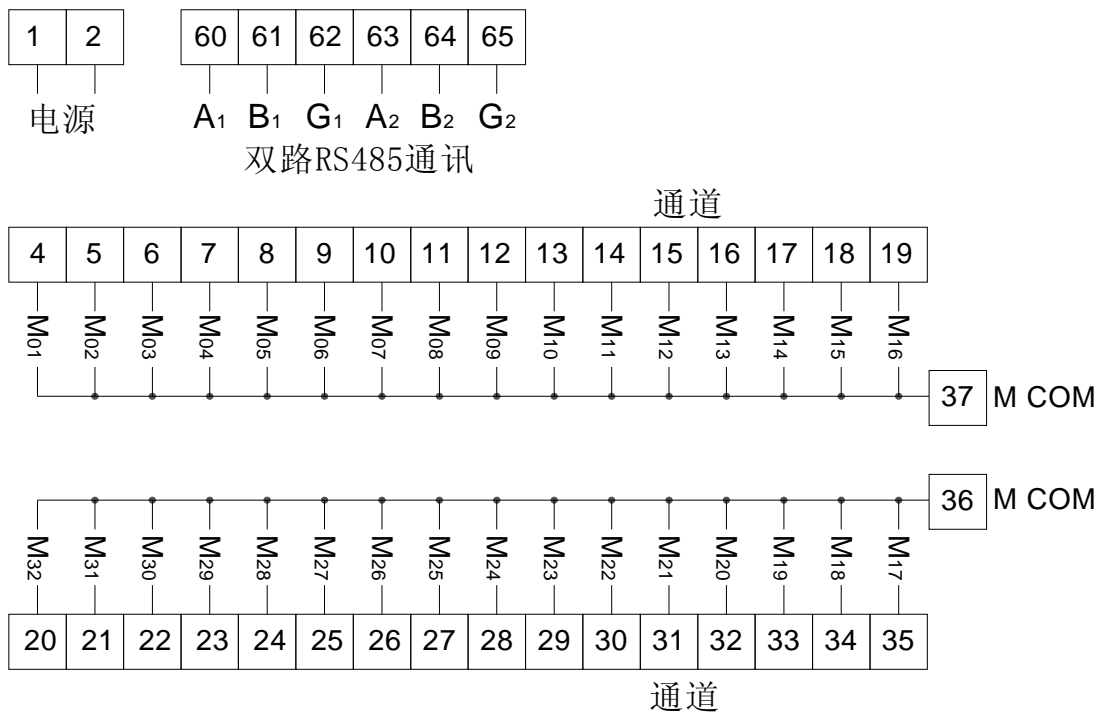 1 2 60 61 62 63 64 65
电源 A1 B1 G1 A2 B2 G2
双路RS485通讯
通道
4 5 6 7 8 9 10 11 12 13 14 15 16 17 18 19
M01 M02 M03 M04 M05 M06 M07 M08 M09 M10 M11 M12 M13 M14 M15 M16
37 M COM
36 M COM
M32 M31 M30 M29 M28 M27 M26 M25 M24 M23 M22 M21 M20 M19 M18 M17
20 21 22 23 24 25 26 27 28 29 30 31 32 33 34 35
通道